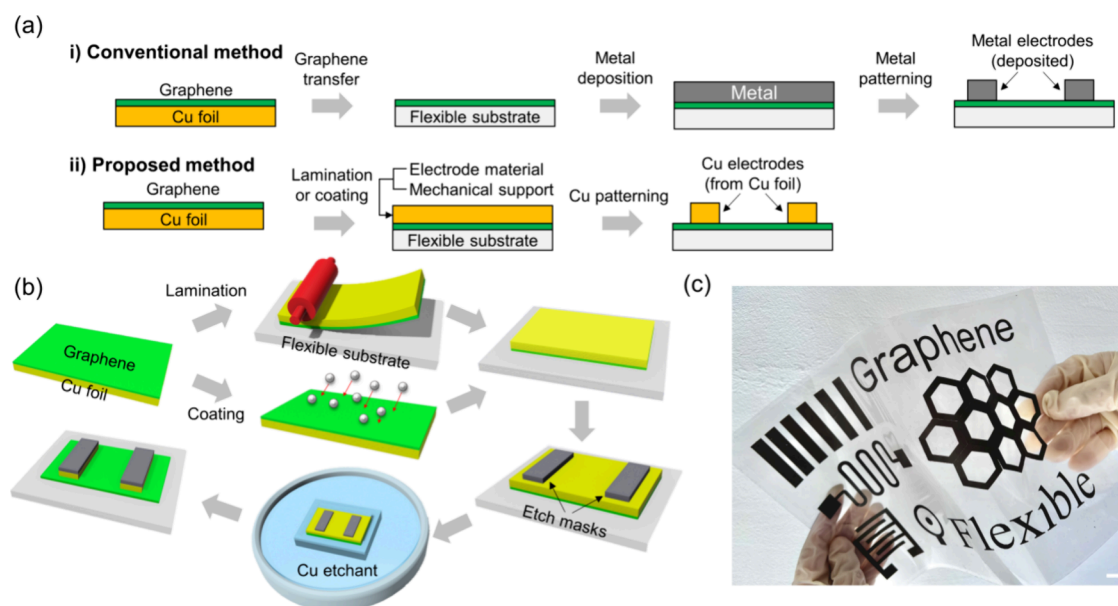 (a)
i) Conventional method
Graphene
Cu foil
Graphene
transfer
Flexible substrate
Metal
deposition
Metal
Metal
patterning
Metal electrodes
(deposited)
ii) Proposed method
Graphene
Cu foil
Lamination
or coating
Electrode material
Mechanical support
Flexible substrate
Cu patterning
Cu electrodes
(from Cu foil)
(b)
Lamination
Graphene
Cu foil
Flexible substrate
Coating
Etch masks
Cu etchant
(c)
Graphene
Flexible